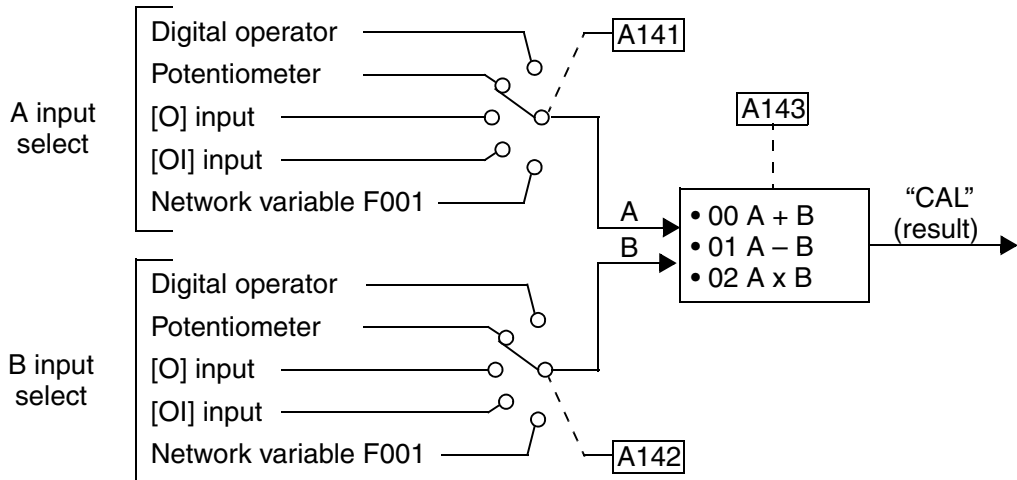 A input
select
Digital operator
Potentiometer
[O] input
[OI] input
Network variable F001
A141
A143
A
B
• 00 A + B
• 01 A – B
• 02 A x B
“CAL”
(result)
B input
select
Digital operator
Potentiometer
[O] input
[OI] input
Network variable F001
A142